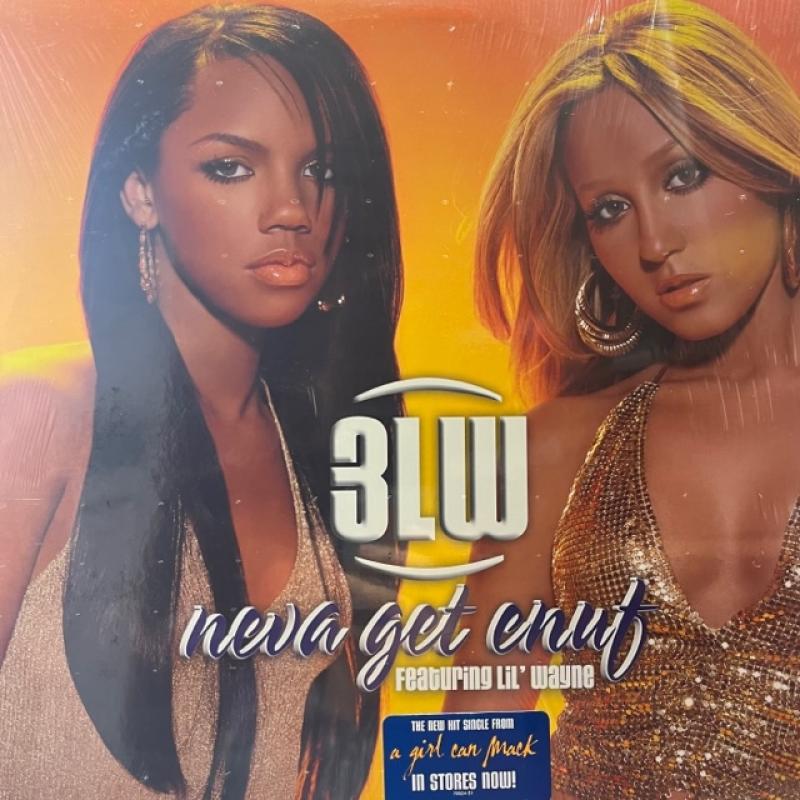 3LW
neva get enuf
Featuring Lil' Wayne
THE NEW HIT SINGLE FROM
a girl can mack
IN STORES NOW!